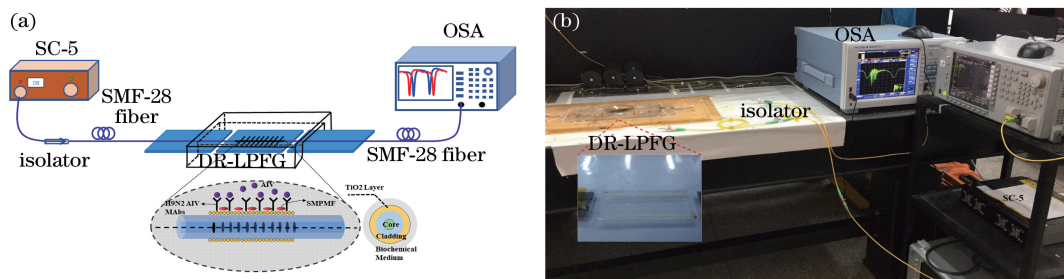 (a)
SC-5
ON
SMF-28
fiber
isolator
DR-LPFG
OSA
SMF-28 fiber
AIV
H9N2 AIV
MAbs
SMPMF
TiO2 Layer
Core
Cladding
Biochemical
Medium
(b)
OSA
isolator
DR-LPFG
SC-5